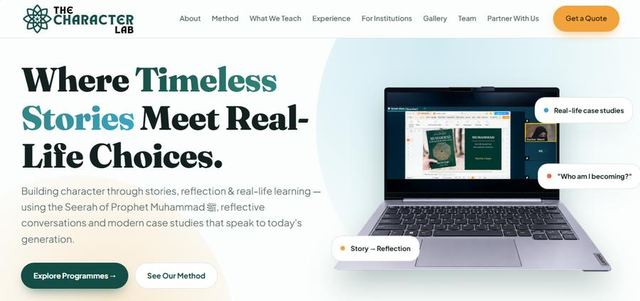 THE
CHARACTER
LAB
About Method What We Teach Experience For Institutions Gallery Team Partner With Us Get a Quote
Where Timeless
Stories Meet Real-
Life Choices.
Building character through stories, reflection & real-life learning —
using the Seerah of Prophet Muhammad ﷺ, reflective
conversations and modern case studies that speak to today's
generation.
Explore Programmes → See Our Method
Real-life case studies
"Who am I becoming?"
Story → Reflection
MUHAMMAD
MUHAMMAD